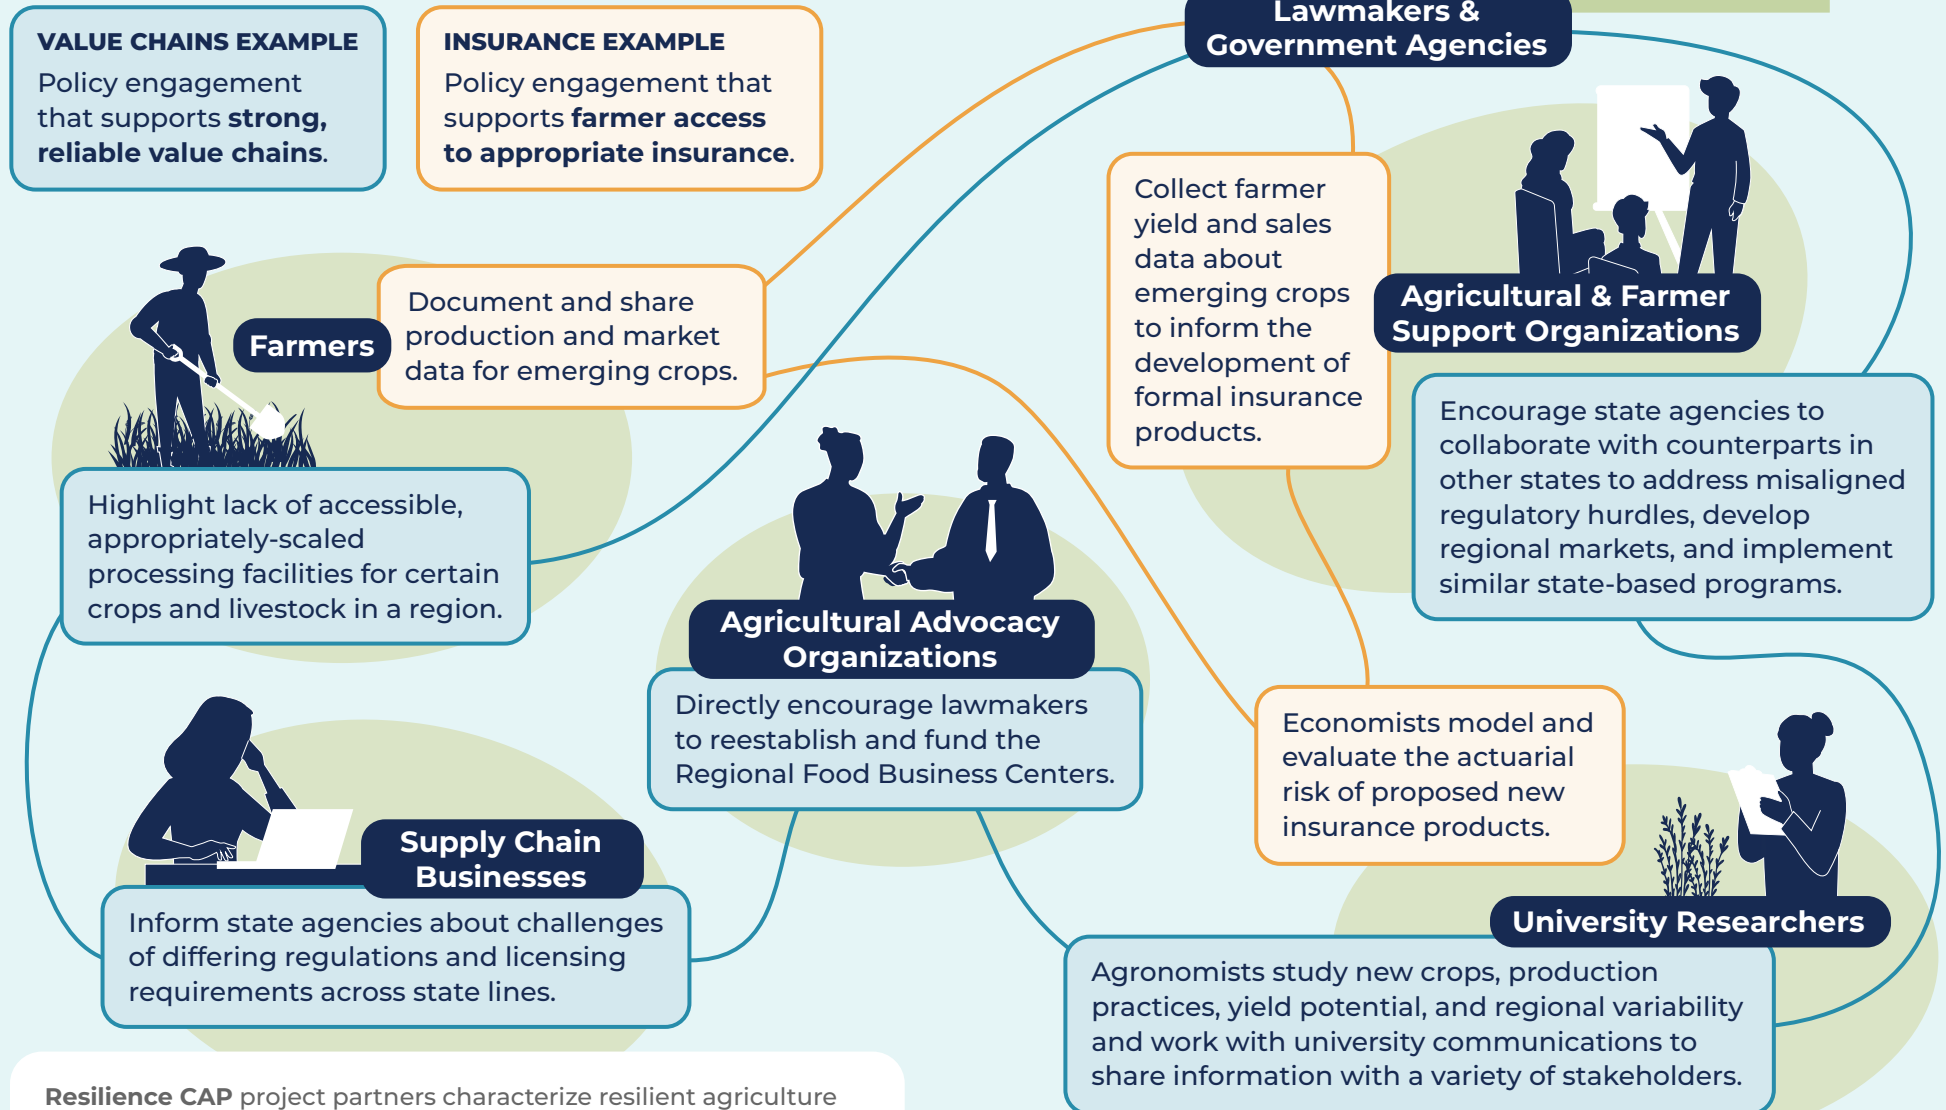 VALUE CHAINS EXAMPLE
Policy engagement
that supports strong,
reliable value chains.
INSURANCE EXAMPLE
Policy engagement that
supports farmer access
to appropriate insurance.
Lawmakers &
Government Agencies
Collect farmer
yield and sales
data about
emerging crops
to inform the
development of
formal insurance
products.
Agricultural & Farmer
Support Organizations
Encourage state agencies to
collaborate with counterparts in
other states to address misaligned
regulatory hurdles, develop
regional markets, and implement
similar state-based programs.
Farmers
Document and share
production and market
data for emerging crops.
Highlight lack of accessible,
appropriately-scaled
processing facilities for certain
crops and livestock in a region.
Agricultural Advocacy
Organizations
Directly encourage lawmakers
to reestablish and fund the
Regional Food Business Centers.
Economists model and
evaluate the actuarial
risk of proposed new
insurance products.
Supply Chain
Businesses
Inform state agencies about challenges
of differing regulations and licensing
requirements across state lines.
University Researchers
Agronomists study new crops, production
practices, yield potential, and regional variability
and work with university communications to
share information with a variety of stakeholders.
Resilience CAP project partners characterize resilient agriculture